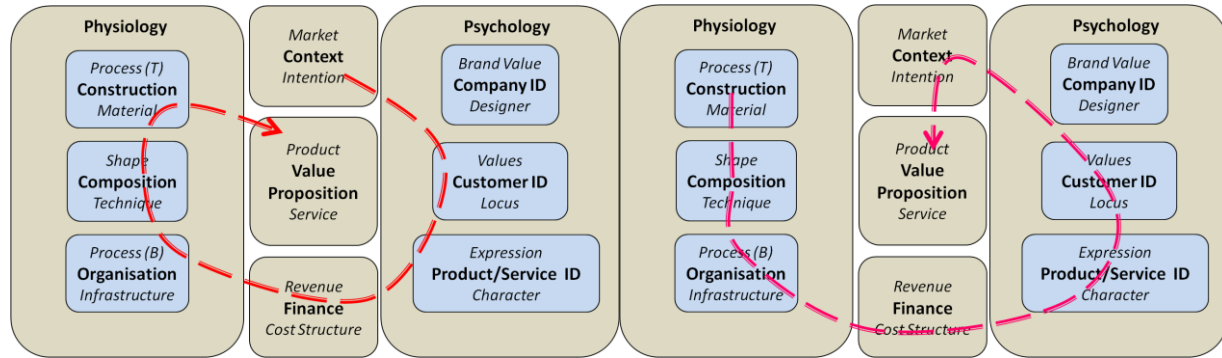 Physiology
Process (T)
Construction
Material
Shape
Composition
Technique
Process (B)
Organisation
Infrastructure
Market
Context
Intention
Product
Value
Proposition
Service
Revenue
Finance
Cost Structure
Psychology
Brand Value
Company ID
Designer
Values
Customer ID
Locus
Expression
Product/Service ID
Character
Physiology
Process (T)
Construction
Material
Shape
Composition
Technique
Process (B)
Organisation
Infrastructure
Market
Context
Intention
Product
Value
Proposition
Service
Revenue
Finance
Cost Structure
Psychology
Brand Value
Company ID
Designer
Values
Customer ID
Locus
Expression
Product/Service ID
Character